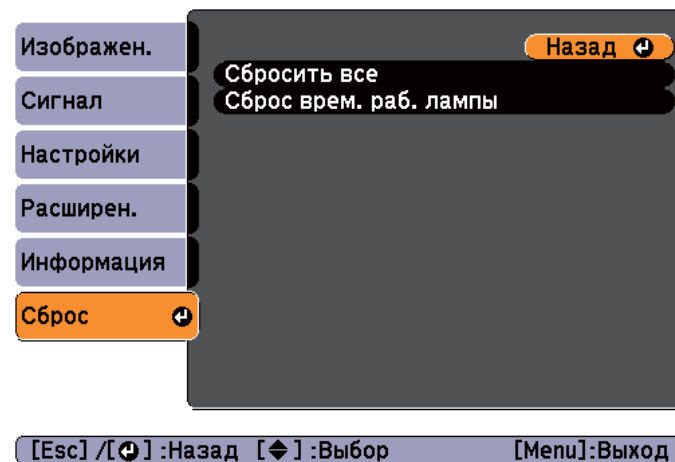 Изображен.
Сигнал
Настройки
Расширен.
Информация
Сброс
Назад
Сбросить все
Сброс врем. раб. лампы
[Esc] /[ ] :Назад [ ] :Выбор [Menu]:Выход